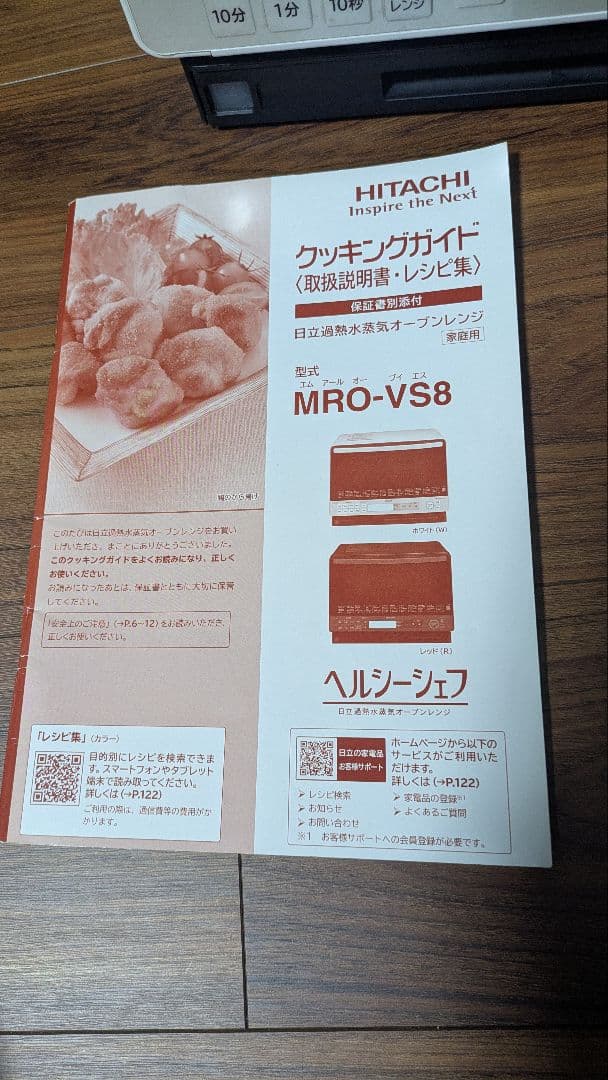 10分 1分 10秒 レンジ
HITACHI
Inspire the Next
クッキングガイド
〈取扱説明書・レシピ集〉
保証書別添付
日立過熱水蒸気オーブンレンジ
家庭用
型式
エム アール オー ブイ エス
MRO-VS8
鶏のから揚げ
ホワイト(W)
レッド(R)
このたびは日立過熱水蒸気オーブンレンジをお買い
上げいただき、まことにありがとうございました。
このクッキングガイドをよくお読みになり、正しく
お使いください。
お読みになったあとは、保証書とともに大切に保管
してください。
「安全上のご注意」(→P.6〜12)をお読みいただき、
正しくお使いください。
ヘルシーシェフ
日立過熱水蒸気オーブンレンジ
「レシピ集」(カラー)
目的別にレシピを検索できま
す。スマートフォンやタブレット
端末で読み取ってください。
詳しくは(→P.122)
ご利用の際は、通信費等の費用がか
かります。
日立の家電品
お客様サポート
ホームページから以下の
サービスがご利用いた
だけます。
詳しくは(→P.122)
➤レシピ検索
➤お知らせ
➤お問い合わせ
➤家電品の登録※1
➤よくあるご質問
※1 お客様サポートへの会員登録が必要です。